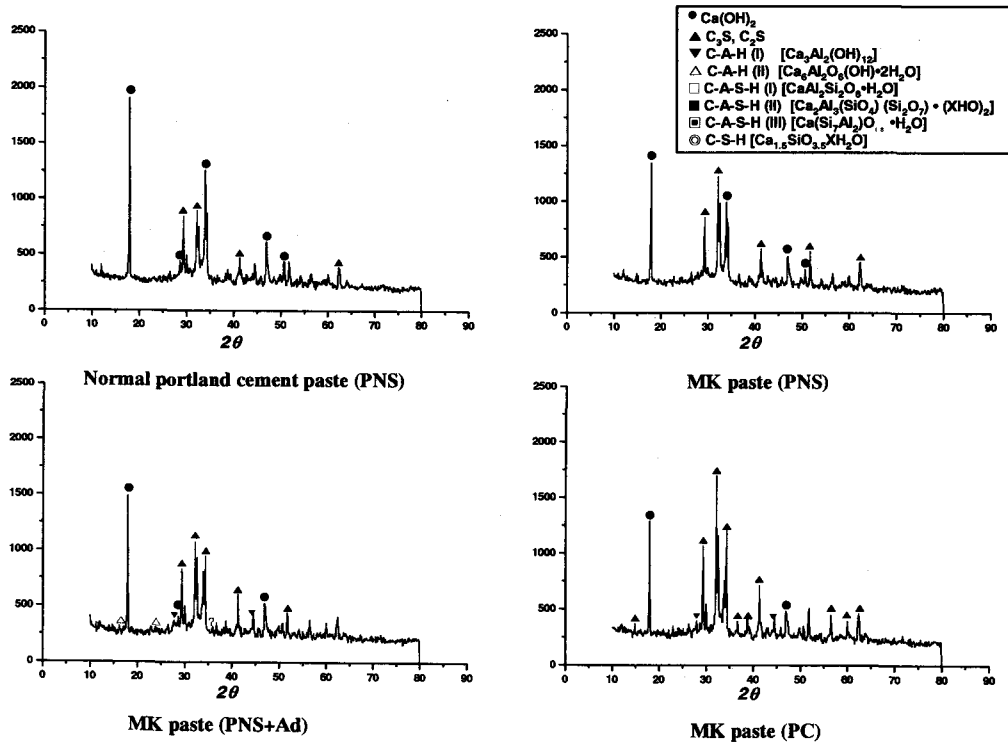 2500
2000
1500
1000
500
0
0 10 20 30 40 50 60 70 80 90
2θ
Normal portland cement paste (PNS)
2500
2000
1500
1000
500
0
0 10 20 30 40 50 60 70 80 90
2θ
MK paste (PNS)
Ca(OH)2
C3S, C2S
C-A-H (I) [Ca3Al2(OH)12]
C-A-H (II) [Ca6Al2O6(OH)•2H2O]
C-A-S-H (I) [CaAl2Si2O8•H2O]
C-A-S-H (II) [Ca2Al3(SiO4) (Si2O7) • (XHO)2]
C-A-S-H (III) [Ca(Si7Al2)O •H2O]
C-S-H [Ca1.5SiO3.5XH2O]
2500
2000
1500
1000
500
0
0 10 20 30 40 50 60 70 80 90
2θ
MK paste (PNS+Ad)
2500
2000
1500
1000
500
0
0 10 20 30 40 50 60 70 80 90
2θ
MK paste (PC)